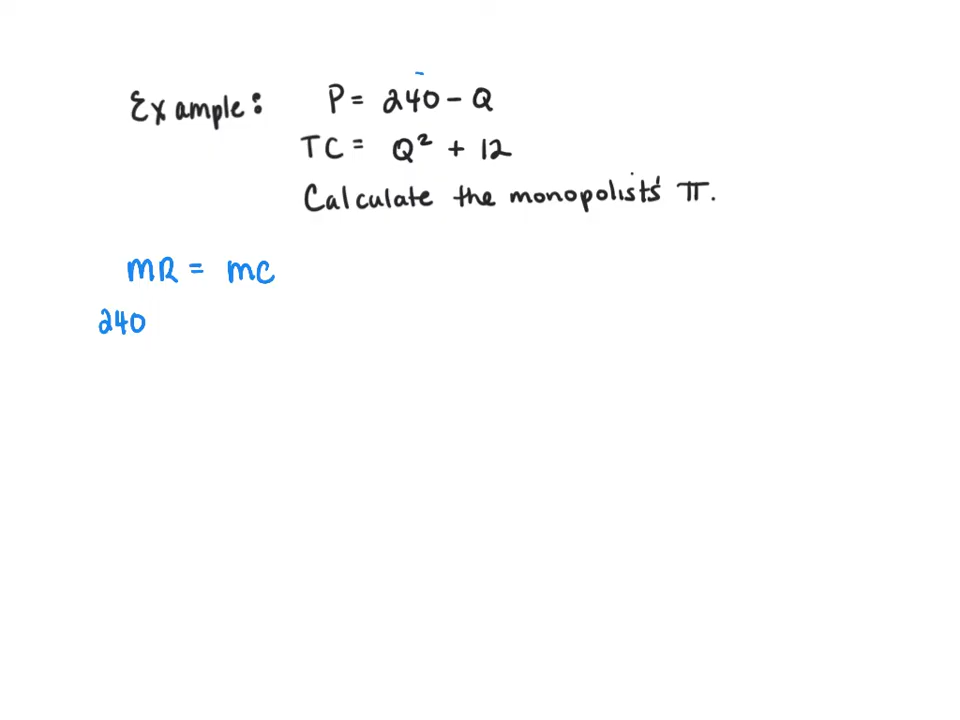 Example: P = 240 - Q
TC = Q² + 12
Calculate the monopolists' π.
MR = MC
240